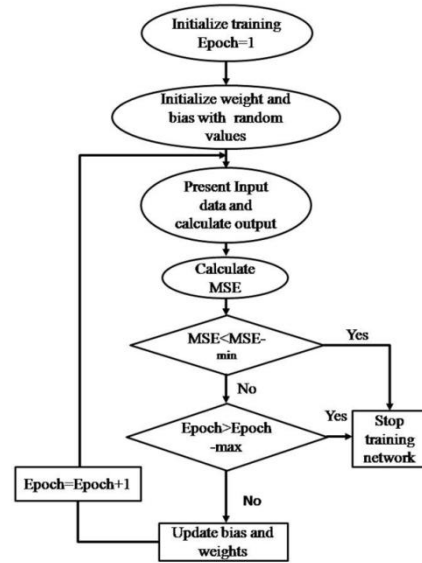 Initialize training
Epoch=1
Initialize weight and
bias with random
values
Present Input
data and
calculate output
Calculate
MSE
MSE<MSE-
min
Yes
No
Epoch>Epoch
-max
Yes
Stop
training
network
No
Epoch=Epoch+1
Update bias and
weights